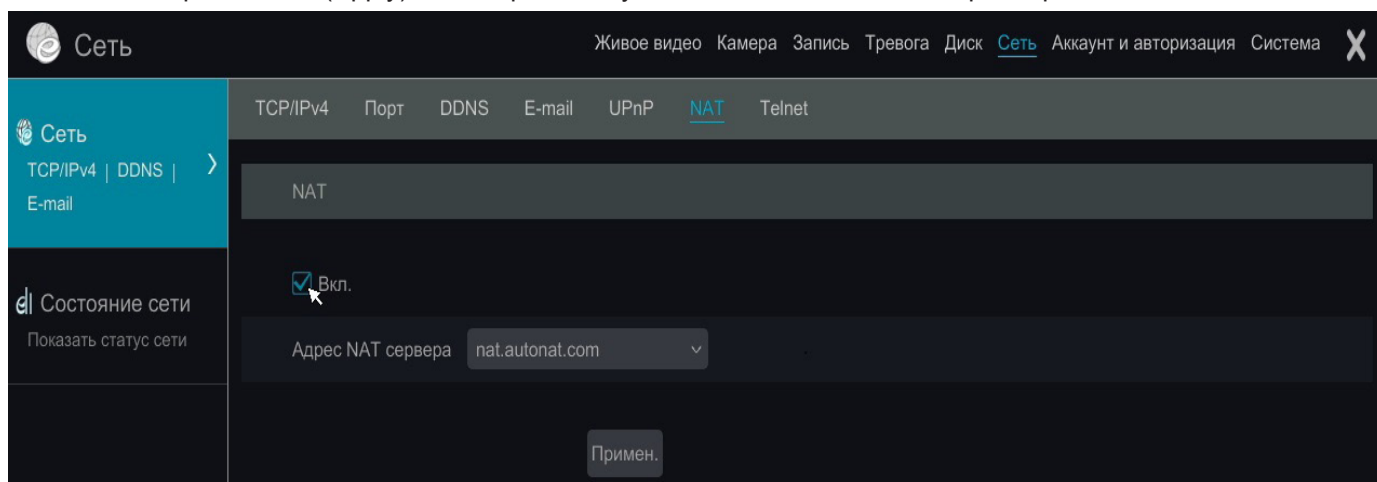 Сеть
Живое видео Камера Запись Тревога Диск Сеть Аккаунт и авторизация Система X
TCP/IPv4 Порт DDNS E-mail UPnP NAT Telnet
Сеть
TCP/IPv4 | DDNS |
E-mail
NAT
Вкл.
Состояние сети
Показать статус сети
Адрес NAT сервера nat.autonat.com
Примен.